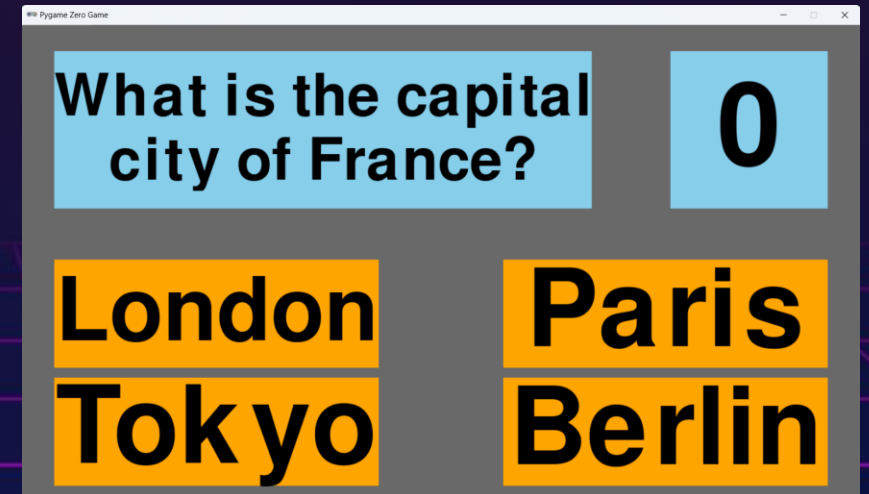 Pygame Zero Game
What is the capital
city of France?
0
London
Paris
Tokyo
Berlin